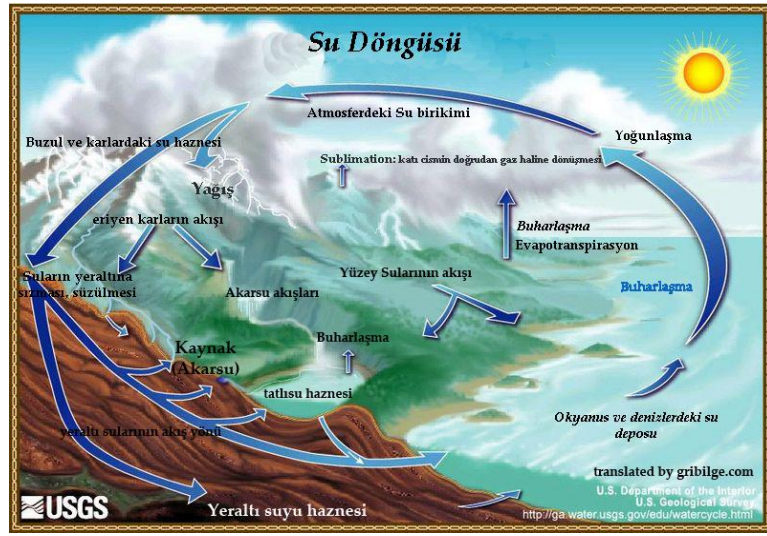 Su Döngüsü
Atmosferdeki Su birikimi
Yoğunlaşma
Buzul ve karlardaki su haznesi
Sublimation: katı cismin doğrudan gaz haline dönüşmesi
Yağış
eriyen karların akışı
Buharlaşma
Evapotranspirasyon
Suların yeraltına
sızması, süzülmesi
Akarsu akışları
Yüzey Sularının akışı
Buharlaşma
Buharlaşma
Kaynak
(Akarsu)
tatlısu haznesi
Okyanus ve denizlerdeki su
deposu
yeraltı sularının akış yönü
translated by gribilge.com
U.S. Department of the Interior
U.S. Geological Survey
http://ga.water.usgs.gov/edu/watercycle.html
USGS
Yeraltı suyu haznesi